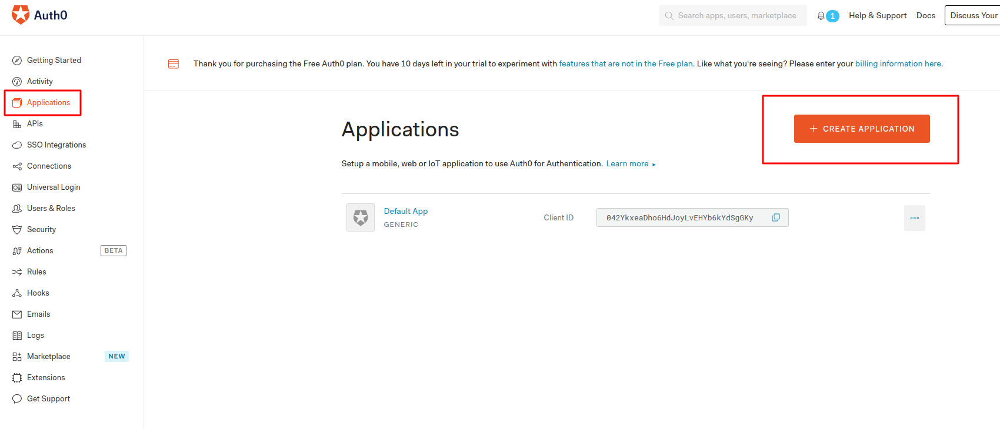 Auth0
Search apps, users, marketplace
1
Help & Support
Docs
Discuss Your
Getting Started
Activity
Applications
APIs
SSO Integrations
Connections
Universal Login
Users & Roles
Security
Actions BETA
Rules
Hooks
Emails
Logs
Marketplace NEW
Extensions
Get Support
Thank you for purchasing the Free Auth0 plan. You have 10 days left in your trial to experiment with features that are not in the Free plan. Like what you're seeing? Please enter your billing information here.
Applications
+ CREATE APPLICATION
Setup a mobile, web or IoT application to use Auth0 for Authentication. Learn more ▸
Default App
GENERIC
Client ID
042YkxeaDho6HdJoyLvEHYb6kYdSgGKy